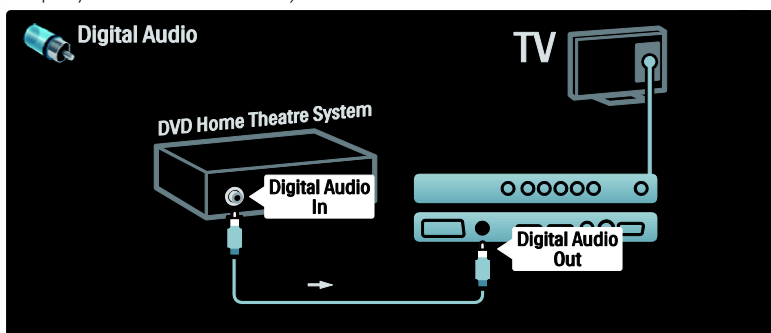 Digital Audio
TV
DVD Home Theatre System
Digital Audio
In
Digital Audio
Out